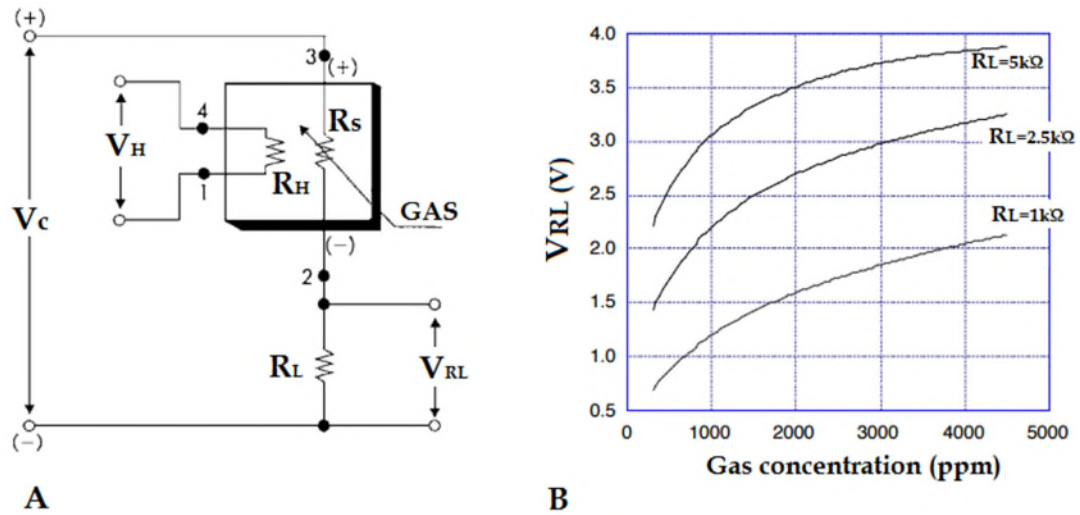 (+)
3
(+)
4
VH
RS
RH
1
VC
GAS
(−)
2
RL
VRL
(−)
A
4.0
3.5
3.0
2.5
2.0
1.5
1.0
0.5
VRL (V)
RL=5kΩ
RL=2.5kΩ
RL=1kΩ
0 1000 2000 3000 4000 5000
Gas concentration (ppm)
B